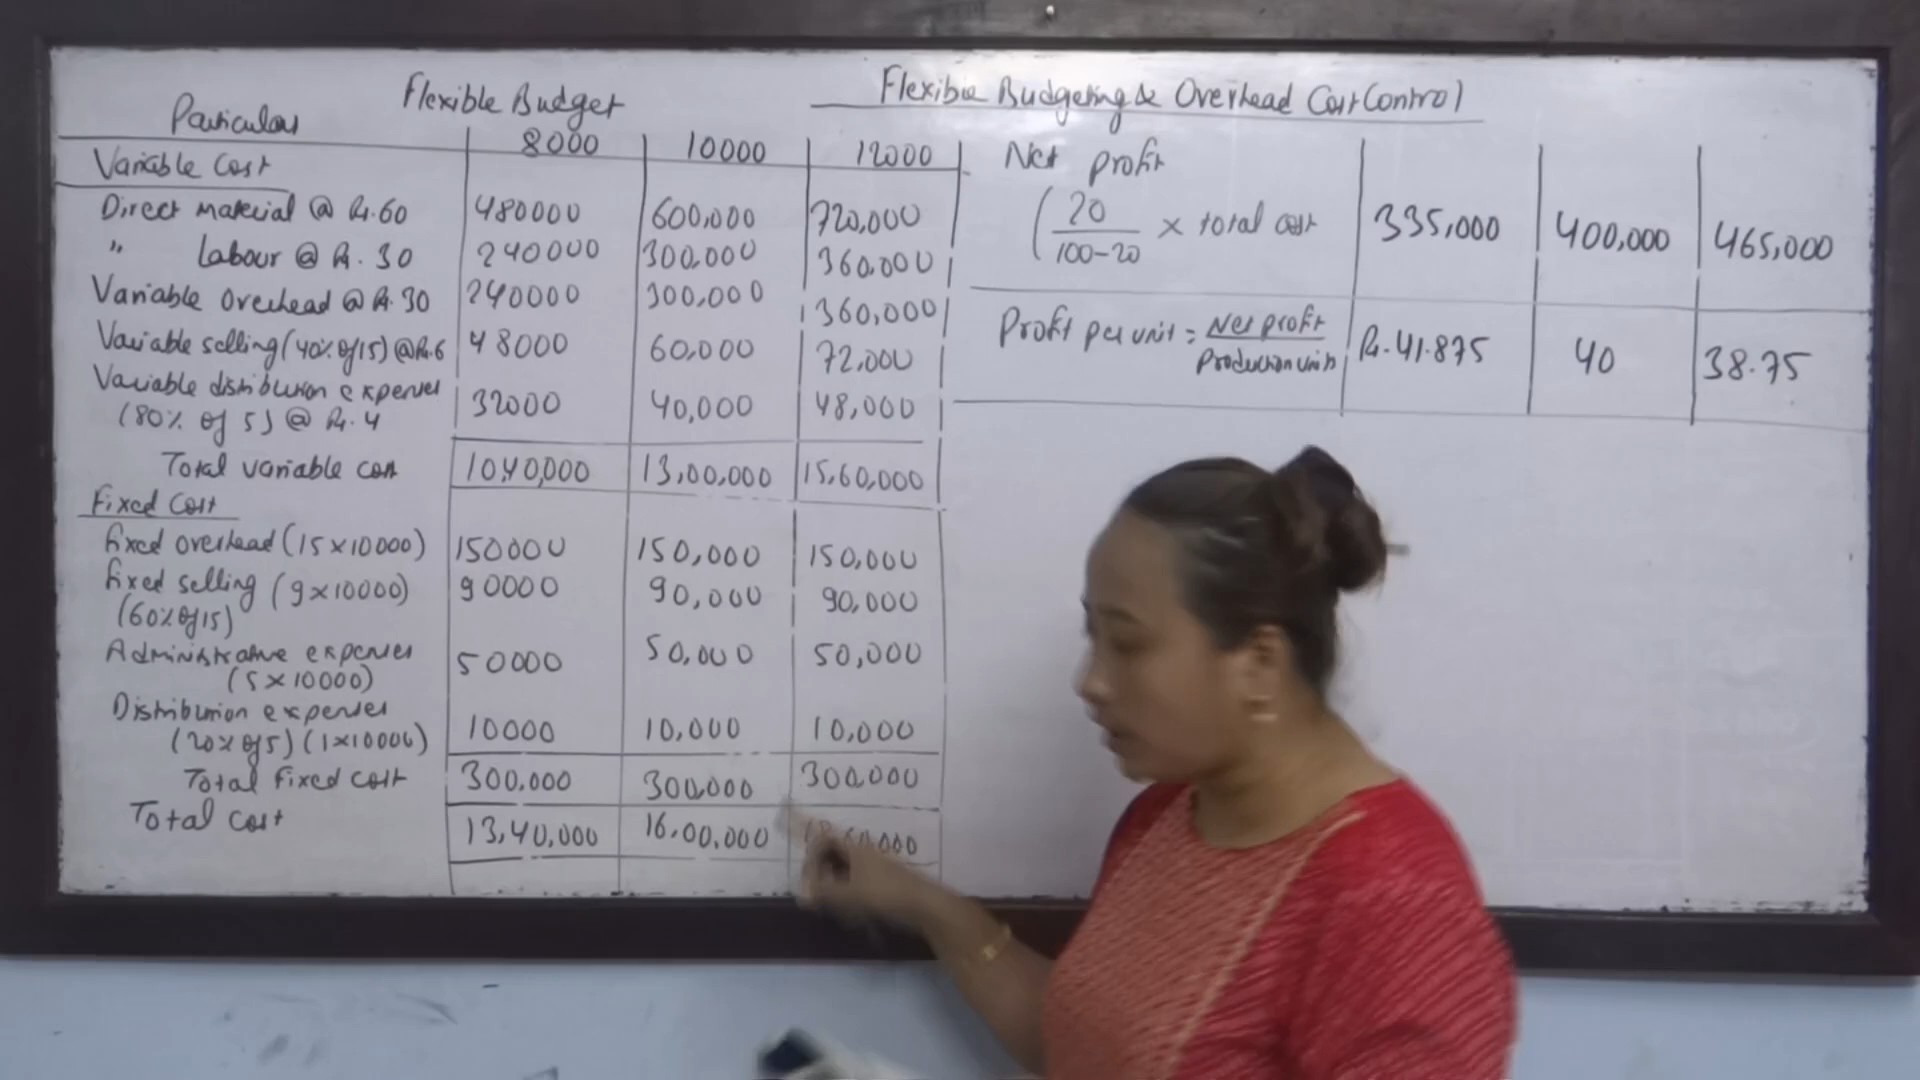 Flexible Budgeting & Overhead Cost Control
Flexible Budget
Particulars
8000 10000 12000
Variable Cost
Direct material @ Rs.60 480000 600,000 720,000
" Labour @ Rs. 30 240000 300,000 360,000
Variable overhead @ Rs.30 240000 300,000 360,000
Variable selling (40% of 15) @ Rs.6 48000 60,000 72,000
Variable distribution expenses
(80% of 5) @ Rs. 4 32000 40,000 48,000
Total variable cost 1040,000 13,00,000 15,60,000
Fixed Cost
Fixed overhead (15×10000) 150000 150,000 150,000
Fixed selling (9×10000) 90000 90,000 90,000
(60% of 15)
Administrative expenses
(5×10000) 50000 50,000 50,000
Distribution expenses
(20% of 5) (1×10000) 10000 10,000 10,000
Total fixed cost 300,000 300,000 300,000
Total cost 13,40,000 16,00,000
Net profit
(20/100-20 × total cost 335,000 400,000 465,000
Profit per unit = Net profit/Production units Rs.41.875 40 38.75